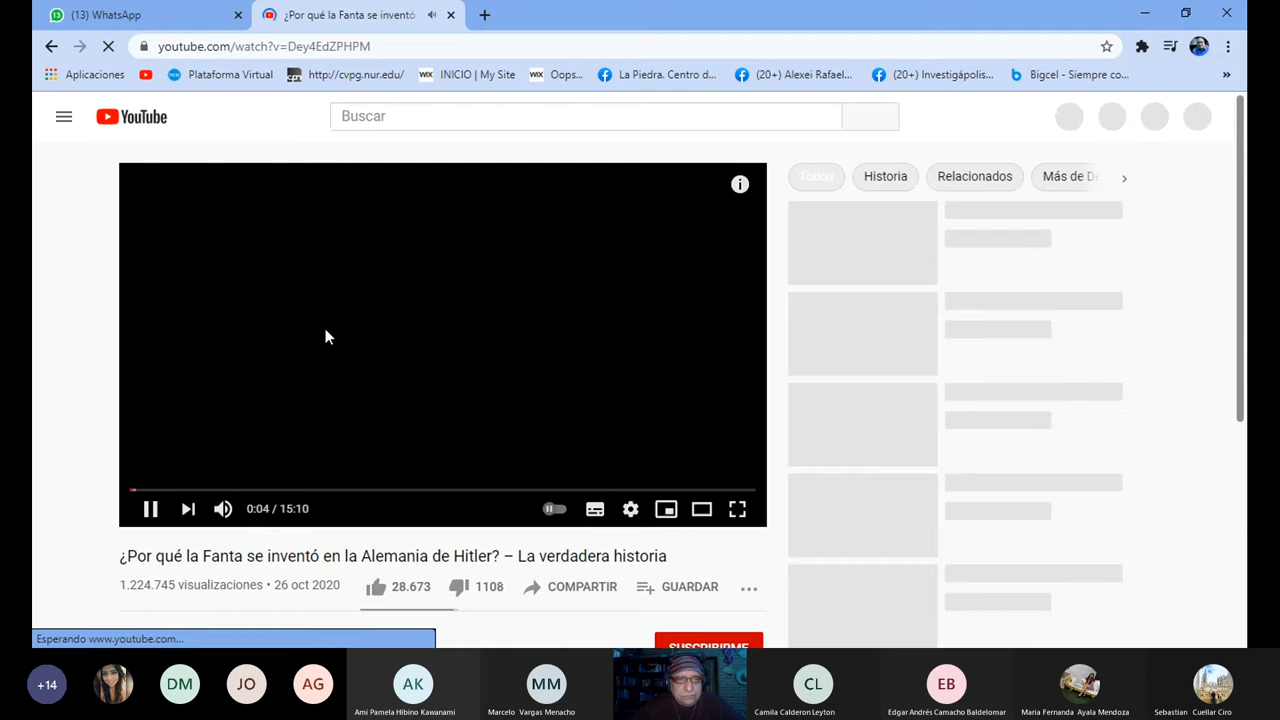 (13) WhatsApp
¿Por qué la Fanta se inventó
youtube.com/watch?v=Dey4EdZPHPM
Aplicaciones
Plataforma Virtual
http://cvpg.nur.edu/
WIX INICIO | My Site
WIX Oops...
La Piedra. Centro d...
(20+) Alexei Rafael...
(20+) Investigápolis...
Bigcel - Siempre co...
»
YouTube
Buscar
Todos
Historia
Relacionados
Más de De
0:04 / 15:10
¿Por qué la Fanta se inventó en la Alemania de Hitler? – La verdadera historia
1.224.745 visualizaciones • 26 oct 2020
28.673
1108
COMPARTIR
GUARDAR
...
SUSCRIBIRME
Esperando www.youtube.com...
+14
DM
JO
AG
AK
MM
CL
EB
Ami Pamela Hibino Kawanami
Marcelo Vargas Menacho
Camila Calderon Leyton
Edgar Andrés Camacho Baldelomar
Maria Fernanda Ayala Mendoza
Sebastian Cuellar Ciro